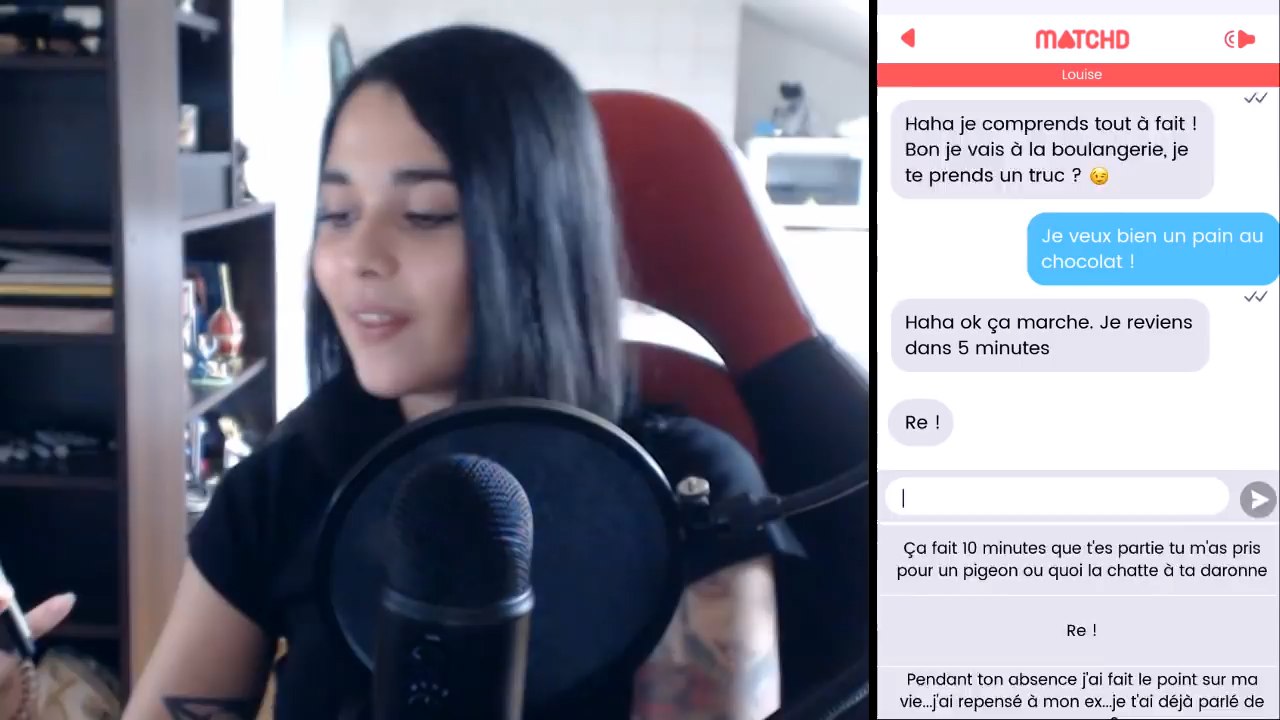 MATCHD
Louise
Haha je comprends tout à fait !
Bon je vais à la boulangerie, je
te prends un truc ? 😉
Je veux bien un pain au
chocolat !
Haha ok ça marche. Je reviens
dans 5 minutes
Re !
Ça fait 10 minutes que t'es partie tu m'as pris
pour un pigeon ou quoi la chatte à ta daronne
Re !
Pendant ton absence j'ai fait le point sur ma
vie...j'ai repensé à mon ex...je t'ai déjà parlé de